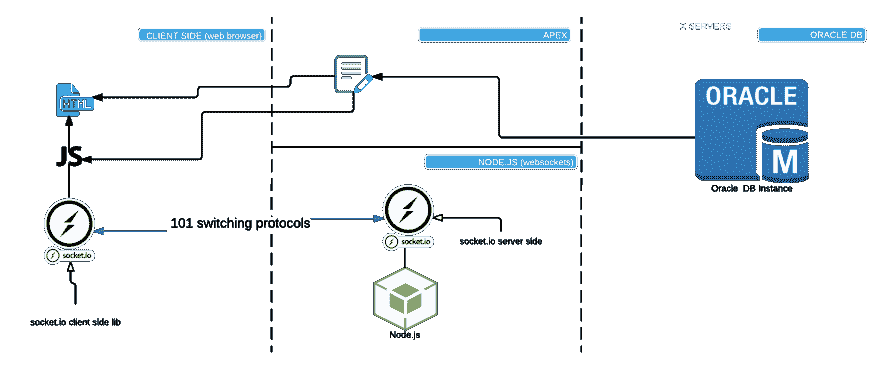 CLIENT SIDE (web browser)
APEX
X SERVERS
ORACLE DB
HTML
ORACLE
JS
NODE.JS (websockets)
M
Oracle DB Instance
101 switching protocols
socket.io
socket.io
socket.io server side
socket.io client side lib
Node.js